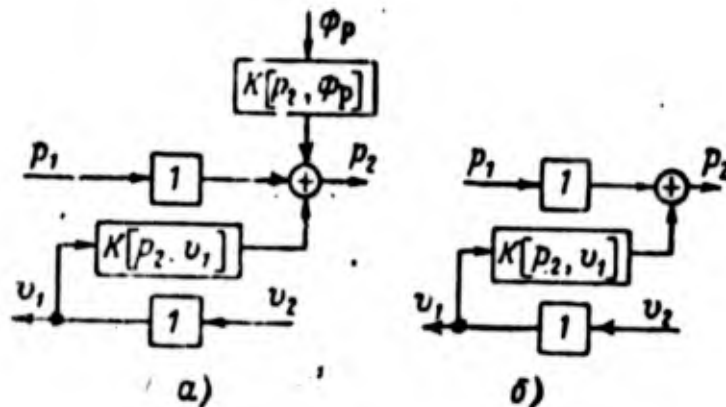 Φp
K[p₂, Φp]
p₁ 1 + p₂ p₁ 1 + p₂
K[p₂. υ₁] K[p₂, υ₁]
υ₁ 1 υ₂ υ₁ 1 υ₂
а) б)